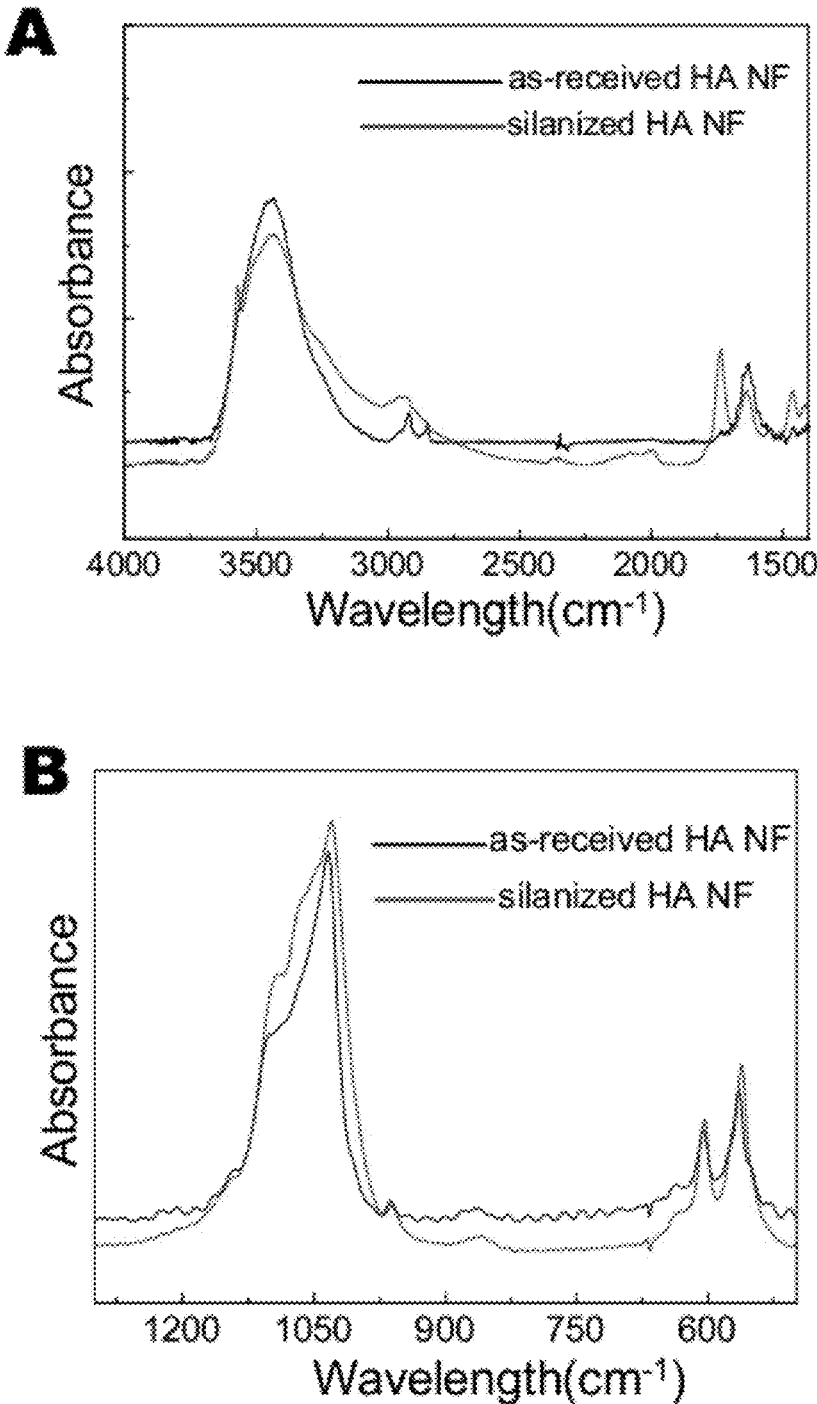 A
as-received HA NF
silanized HA NF
Absorbance
4000 3500 3000 2500 2000 1500
Wavelength(cm⁻¹)
B
as-received HA NF
silanized HA NF
Absorbance
1200 1050 900 750 600
Wavelength(cm⁻¹)